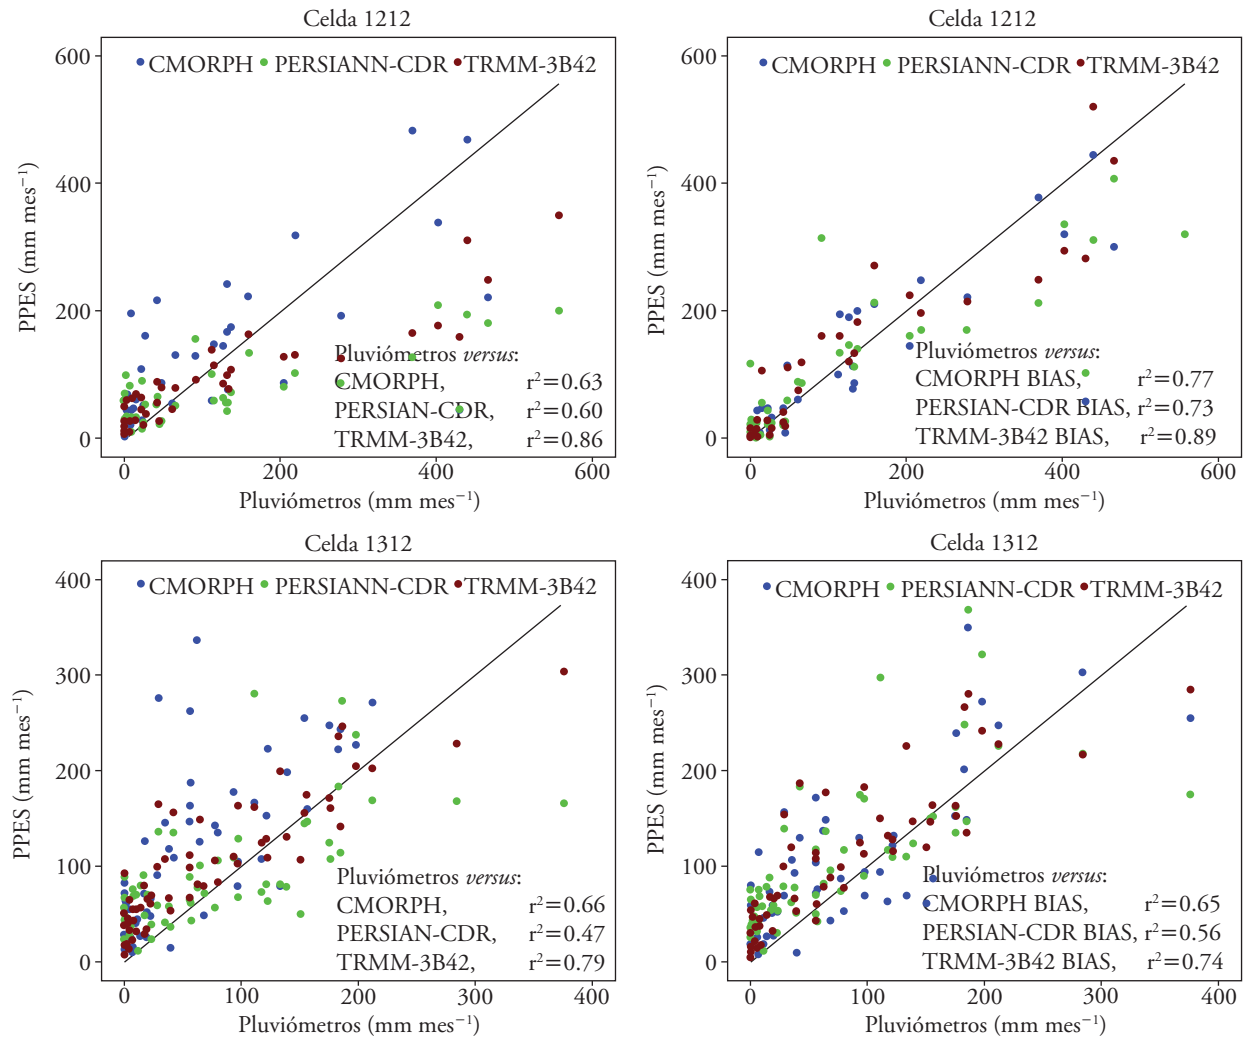 Celda 1212
CMORPH PERSIANN-CDR TRMM-3B42
600
400
200
0
PPES (mm mes⁻¹)
Pluviómetros versus:
CMORPH, r²=0.63
PERSIAN-CDR, r²=0.60
TRMM-3B42, r²=0.86
0 200 400 600
Pluviómetros (mm mes⁻¹)
Celda 1212
CMORPH PERSIANN-CDR TRMM-3B42
600
400
200
0
PPES (mm mes⁻¹)
Pluviómetros versus:
CMORPH BIAS, r²=0.77
PERSIAN-CDR BIAS, r²=0.73
TRMM-3B42 BIAS, r²=0.89
0 200 400 600
Pluviómetros (mm mes⁻¹)
Celda 1312
CMORPH PERSIANN-CDR TRMM-3B42
400
300
200
100
0
PPES (mm mes⁻¹)
Pluviómetros versus:
CMORPH, r²=0.66
PERSIAN-CDR, r²=0.47
TRMM-3B42, r²=0.79
0 100 200 300 400
Pluviómetros (mm mes⁻¹)
Celda 1312
CMORPH PERSIANN-CDR TRMM-3B42
400
300
200
100
0
PPES (mm mes⁻¹)
Pluviómetros versus:
CMORPH BIAS, r²=0.65
PERSIAN-CDR BIAS, r²=0.56
TRMM-3B42 BIAS, r²=0.74
0 100 200 300 400
Pluviómetros (mm mes⁻¹)